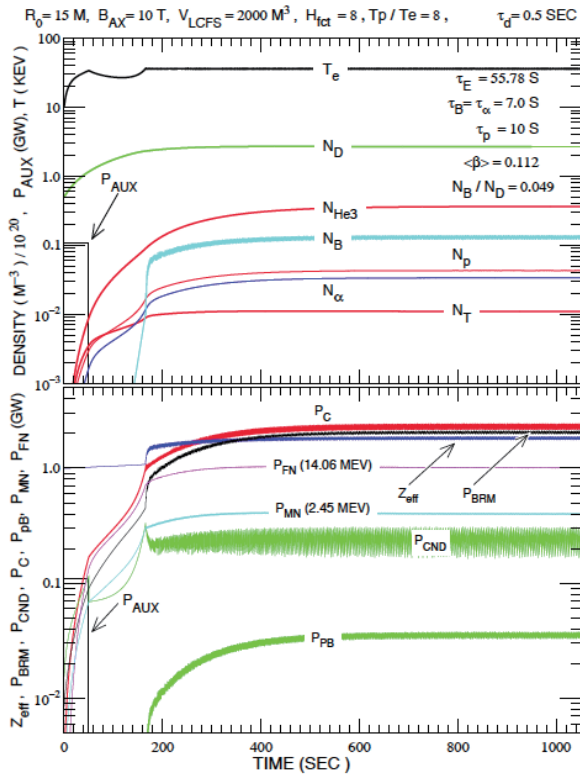 R₀= 15 M, B_AX= 10 T, V_LCFS = 2000 M³, H_fct = 8 , Tp / Te = 8 , τ_d= 0.5 SEC
DENSITY (M⁻³) / 10²⁰ , P_AUX (GW), T ( KEV)
100
10
1.0
0.1
10⁻²
10⁻³
T_e
τ_E = 55.78 S
τ_B= τ_α= 7.0 S
τ_p = 10 S
<β> = 0.112
N_B / N_D = 0.049
N_D
P_AUX
N_He3
N_B
N_p
N_α
N_T
Z_eff , P_BRM , P_CND , P_C , P_pB , P_MN , P_FN (GW)
1.0
0.1
10⁻²
P_C
P_FN (14.06 MEV)
Z_eff
P_BRM
P_MN (2.45 MEV)
P_CND
P_AUX
P_PB
0 200 400 600 800 1000
TIME (SEC)